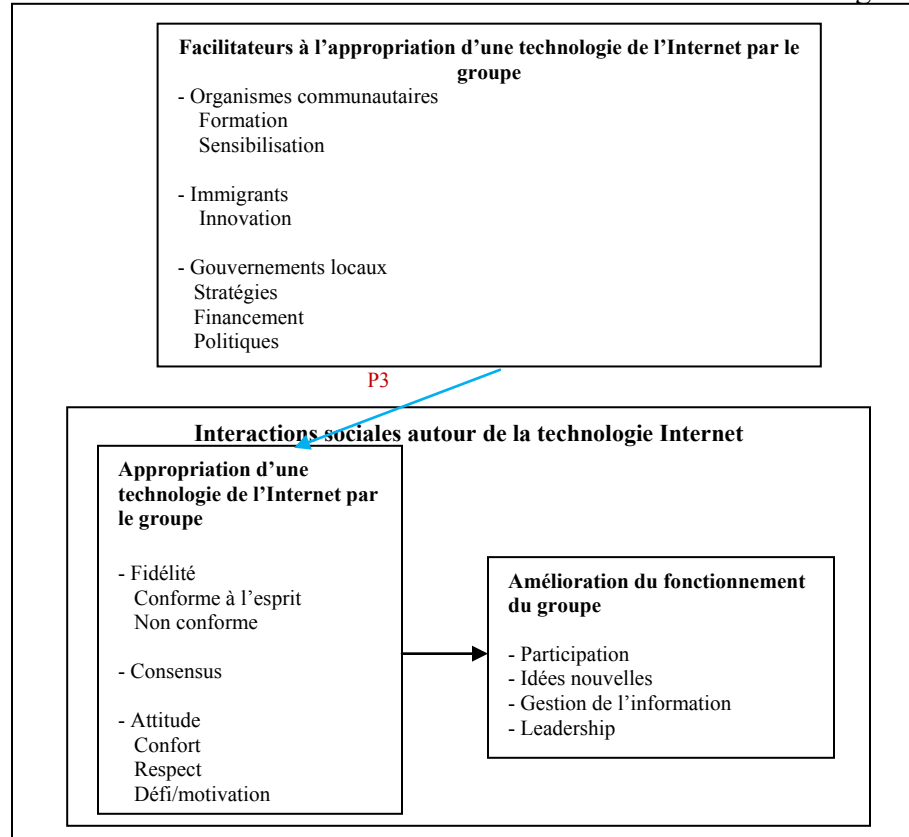 Facilitateurs à l'appropriation d'une technologie de l'Internet par le
groupe
- Organismes communautaires
Formation
Sensibilisation
- Immigrants
Innovation
- Gouvernements locaux
Stratégies
Financement
Politiques
P3
Interactions sociales autour de la technologie Internet
Appropriation d'une
technologie de l'Internet par
le groupe
- Fidélité
Conforme à l'esprit
Non conforme
- Consensus
- Attitude
Confort
Respect
Défi/motivation
Amélioration du fonctionnement
du groupe
- Participation
- Idées nouvelles
- Gestion de l'information
- Leadership